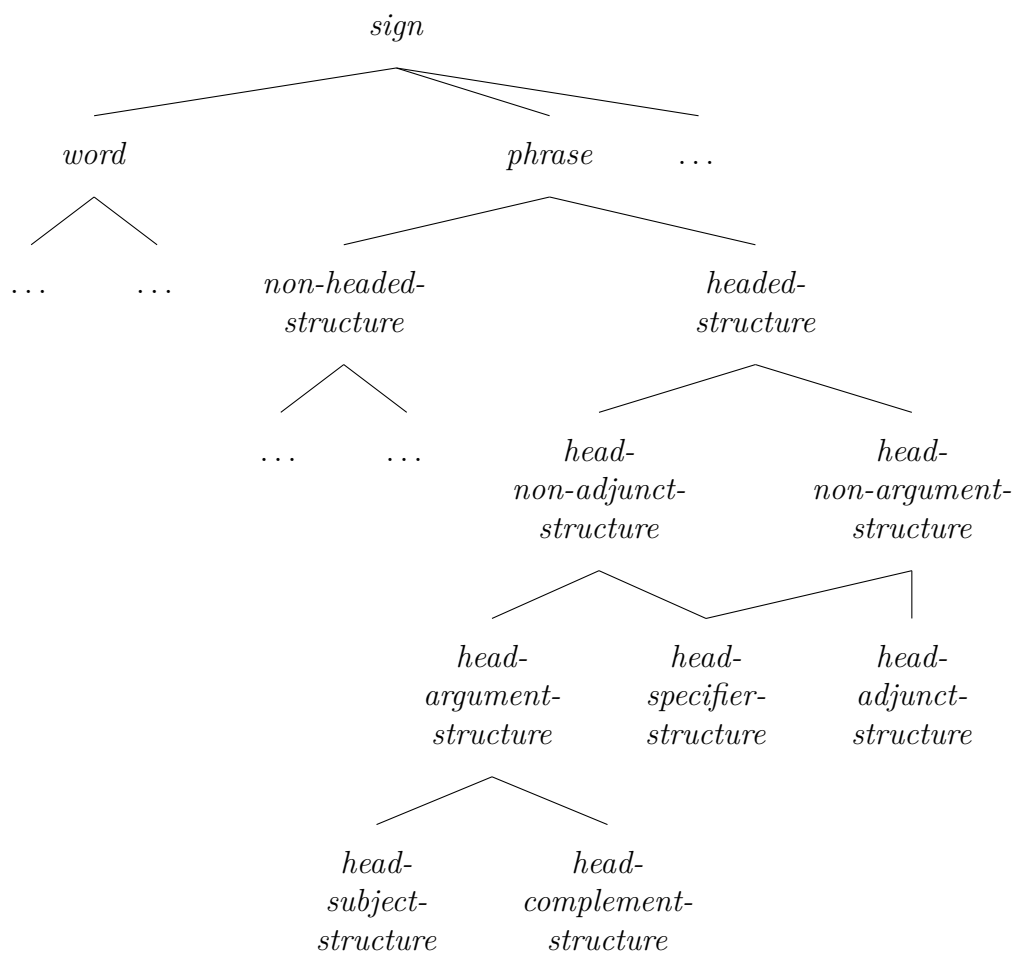 sign
word
phrase
. . .
. . .
. . .
non-headed-
structure
headed-
structure
. . .
. . .
head-
non-adjunct-
structure
head-
non-argument-
structure
head-
argument-
structure
head-
specifier-
structure
head-
adjunct-
structure
head-
subject-
structure
head-
complement-
structure